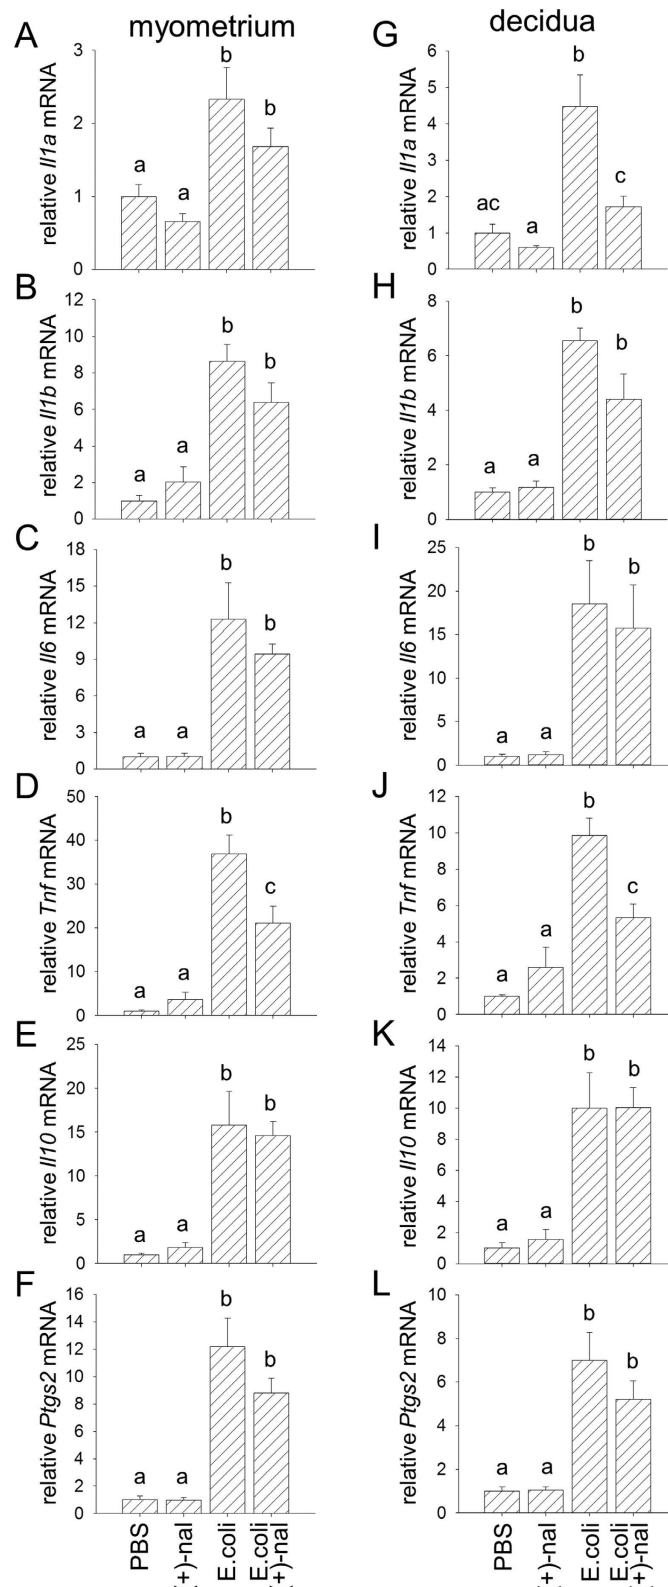 myometrium
decidua
A
relative Il1a mRNA
3
2
1
0
a
a
b
b
G
relative Il1a mRNA
6
5
4
3
2
1
0
ac
a
b
c
B
relative Il1b mRNA
12
10
8
6
4
2
0
a
a
b
b
H
relative Il1b mRNA
8
6
4
2
0
a
a
b
b
C
relative Il6 mRNA
18
15
12
9
6
3
0
a
a
b
b
I
relative Il6 mRNA
25
20
15
10
5
0
a
a
b
b
D
relative Tnf mRNA
50
40
30
20
10
0
a
a
b
c
J
relative Tnf mRNA
12
10
8
6
4
2
0
a
a
b
c
E
relative Il10 mRNA
25
20
15
10
5
0
a
a
b
b
K
relative Il10 mRNA
14
12
10
8
6
4
2
0
a
a
b
b
F
relative Ptgs2 mRNA
16
14
12
10
8
6
4
2
0
a
a
b
b
PBS
(+)-nal
E.coli
E.coli
(+)-nal
L
relative Ptgs2 mRNA
10
8
6
4
2
0
a
a
b
b
PBS
(+)-nal
E.coli
E.coli
(+)-nal